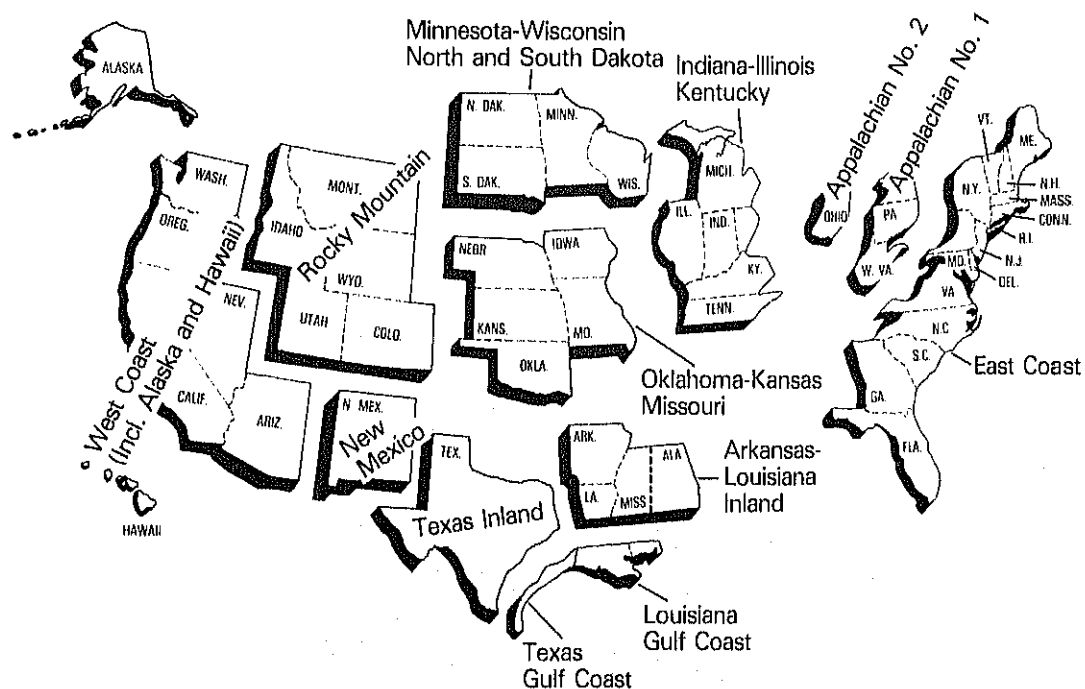 Minnesota-Wisconsin
North and South Dakota
Indiana-Illinois
Kentucky
Appalachian No. 2
Appalachian No. 1
ALASKA
N. DAK.
MINN.
S. DAK.
WIS.
MICH.
ILL.
IND.
KY.
TENN.
OHIO
PA
W. VA.
VT.
ME.
N.Y.
N.H.
MASS.
CONN.
R.I.
N.J.
DEL.
MD.
VA
N.C
S.C.
GA.
FLA.
East Coast
WASH.
OREG.
NEV.
CALIF.
ARIZ.
West Coast
(Incl. Alaska and Hawaii)
HAWAII
MONT.
IDAHO
WYO.
UTAH
COLO.
Rocky Mountain
NEBR
IOWA
KANS.
MO.
OKLA.
Oklahoma-Kansas
Missouri
N MEX.
New
Mexico
TEX.
Texas Inland
ARK.
LA.
MISS
ALA
Arkansas-
Louisiana
Inland
Louisiana
Gulf Coast
Texas
Gulf Coast